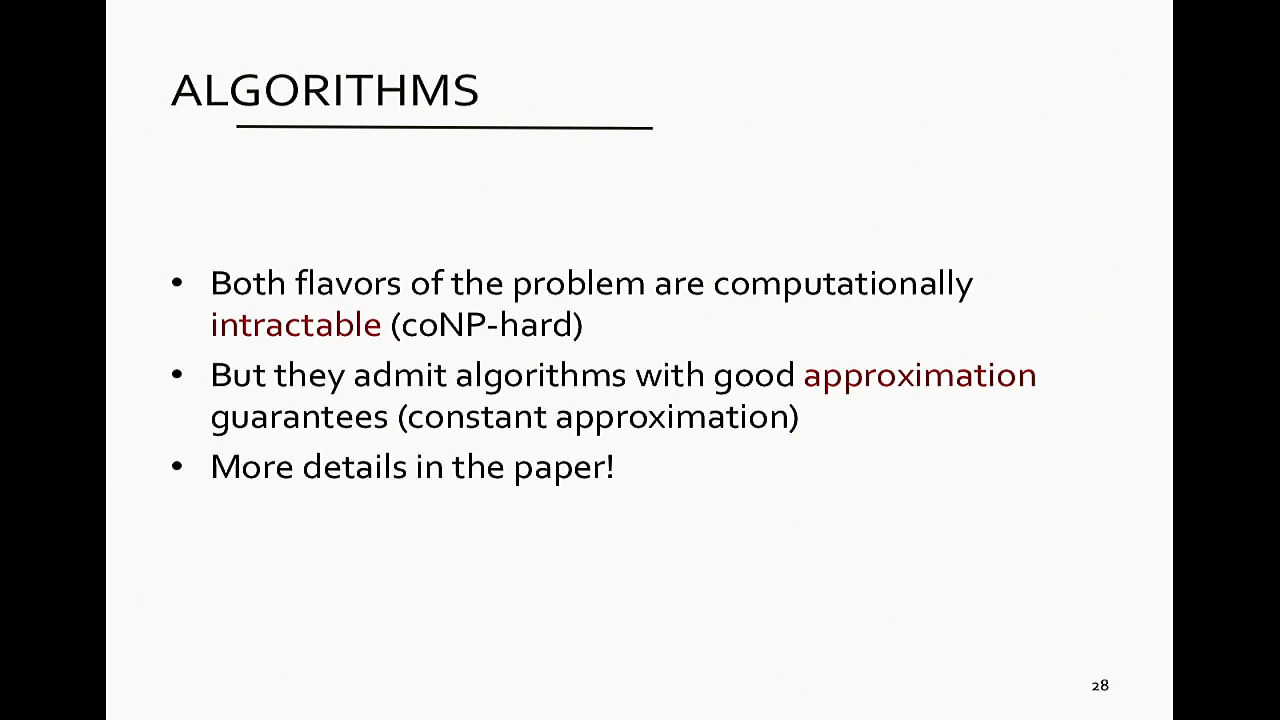 ALGORITHMS
• Both flavors of the problem are computationally
intractable (coNP-hard)
• But they admit algorithms with good approximation
guarantees (constant approximation)
• More details in the paper!
28